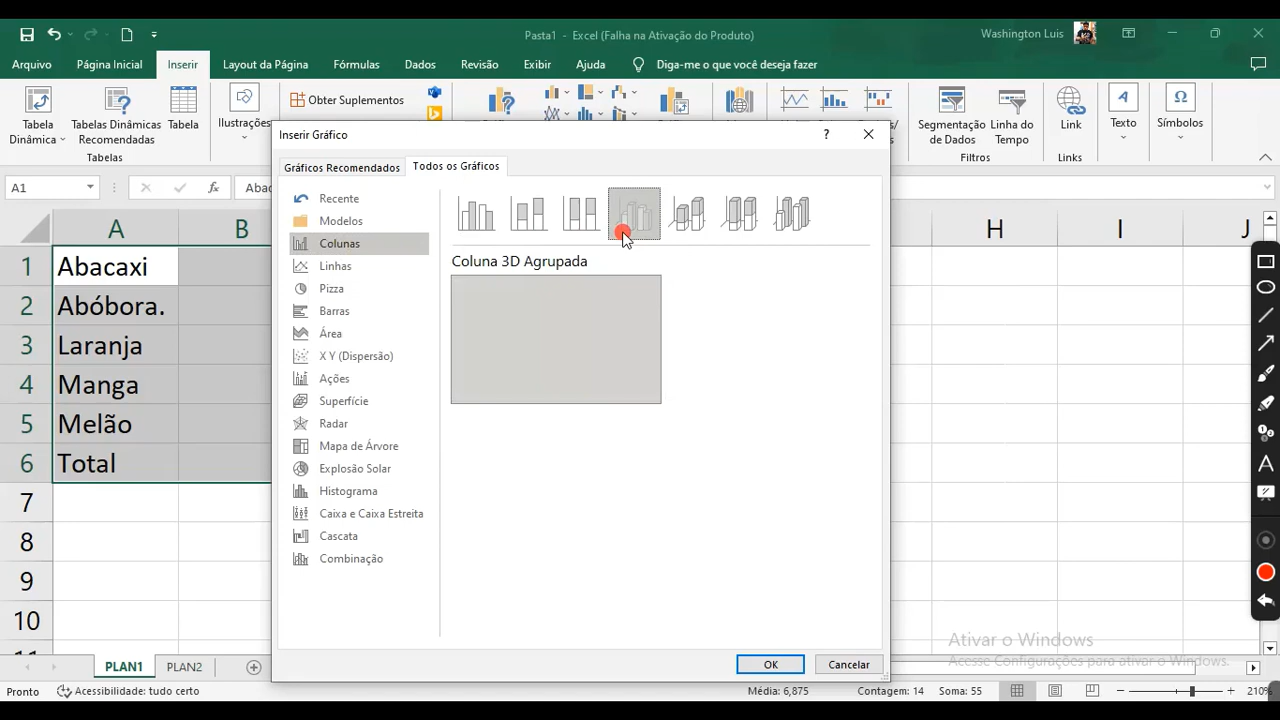 Pasta1 - Excel (Falha na Ativação do Produto)
Washington Luis
Arquivo
Página Inicial
Inserir
Layout da Página
Fórmulas
Dados
Revisão
Exibir
Ajuda
Diga-me o que você deseja fazer
Tabela
Dinâmica
Tabelas Dinâmicas
Recomendadas
Tabela
Tabelas
Ilustrações
Obter Suplementos
Segmentação
de Dados
Linha do
Tempo
Filtros
Link
Links
Texto
Símbolos
A1
fx
Abac
Inserir Gráfico
?
Gráficos Recomendados
Todos os Gráficos
Recente
Modelos
Colunas
Linhas
Pizza
Barras
Área
X Y (Dispersão)
Ações
Superfície
Radar
Mapa de Árvore
Explosão Solar
Histograma
Caixa e Caixa Estreita
Cascata
Combinação
Coluna 3D Agrupada
OK
Cancelar
A B H I J
1 Abacaxi
2 Abóbora.
3 Laranja
4 Manga
5 Melão
6 Total
7
8
9
10
Ativar o Windows
Acesse Configurações para ativar o Windows.
PLAN1
PLAN2
Pronto
Acessibilidade: tudo certo
Média: 6,875
Contagem: 14
Soma: 55
210%